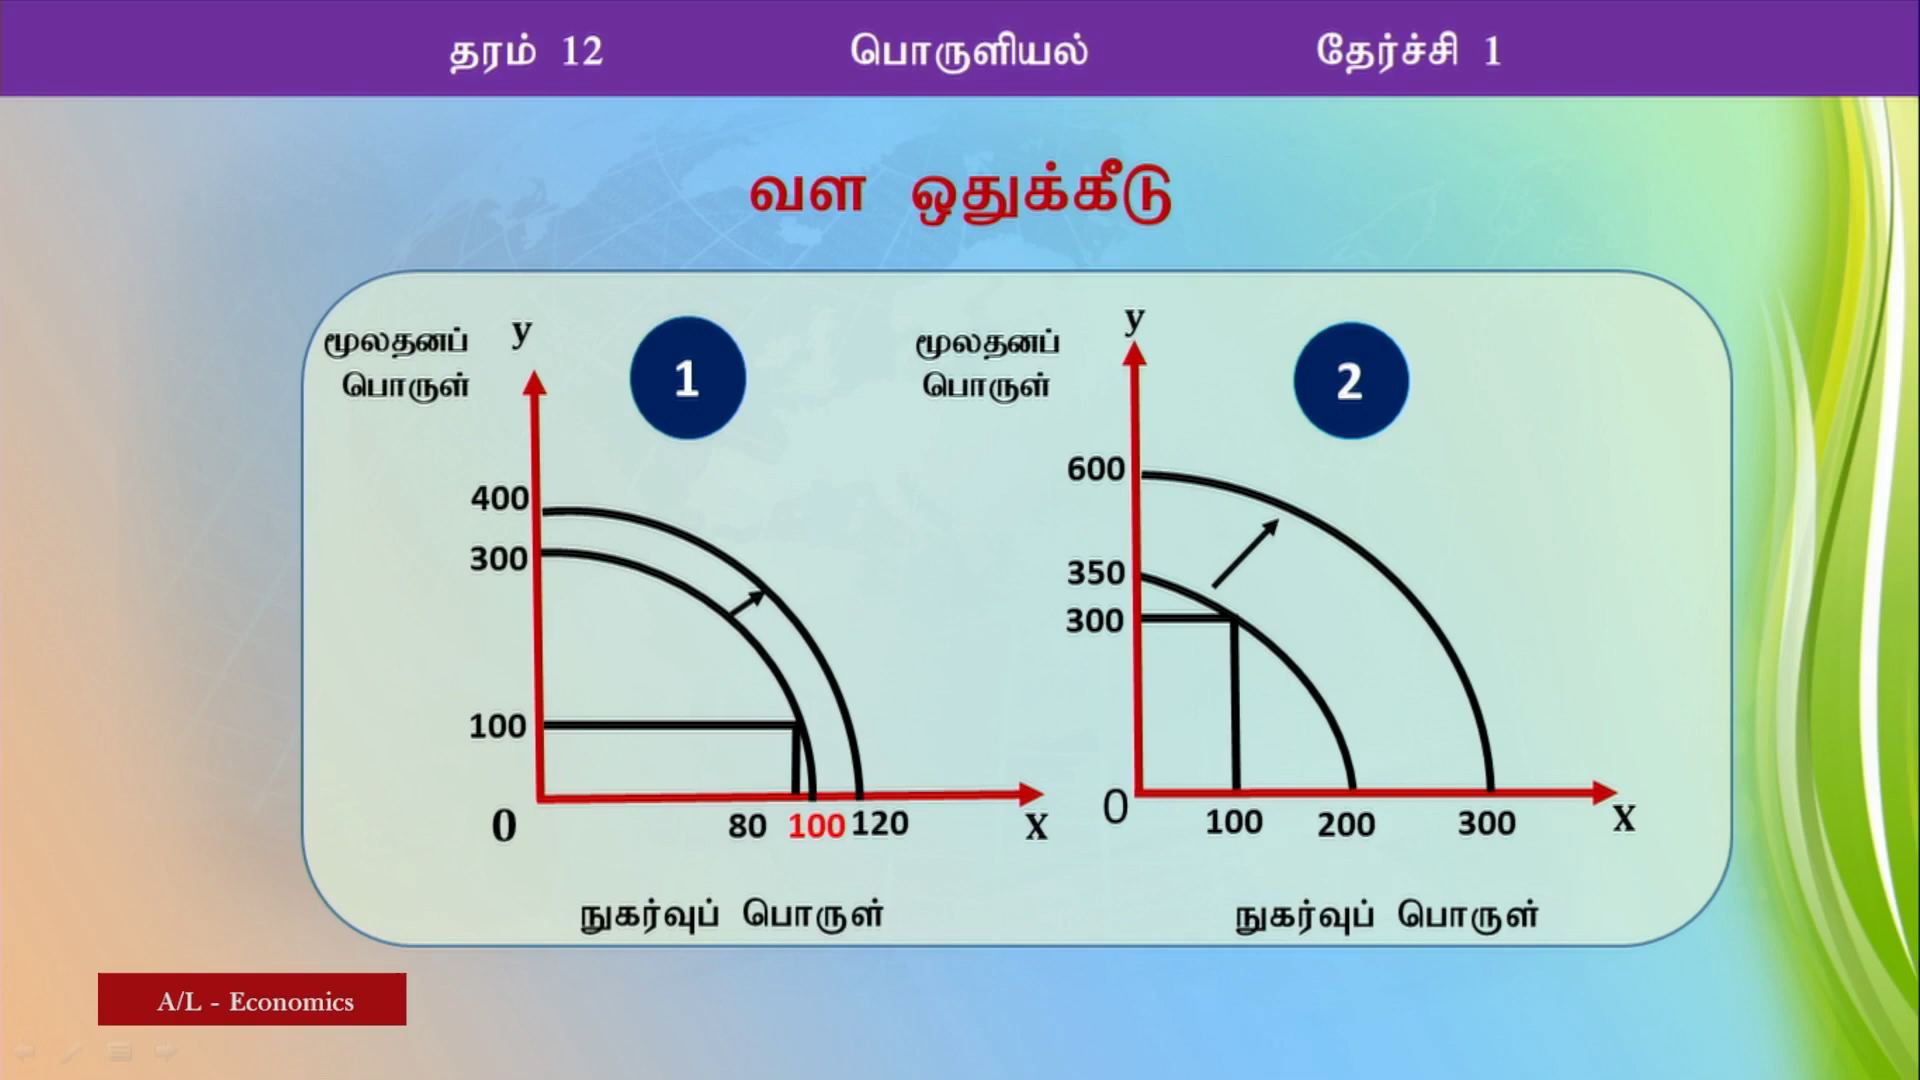 தரம் 12 பொருளியல் தேர்ச்சி 1
வள ஒதுக்கீடு
மூலதனப் பொருள்
y
1
400
300
100
0
80 100 120
X
நுகர்வுப் பொருள்
மூலதனப் பொருள்
y
2
600
350
300
0
100 200 300
X
நுகர்வுப் பொருள்
A/L - Economics